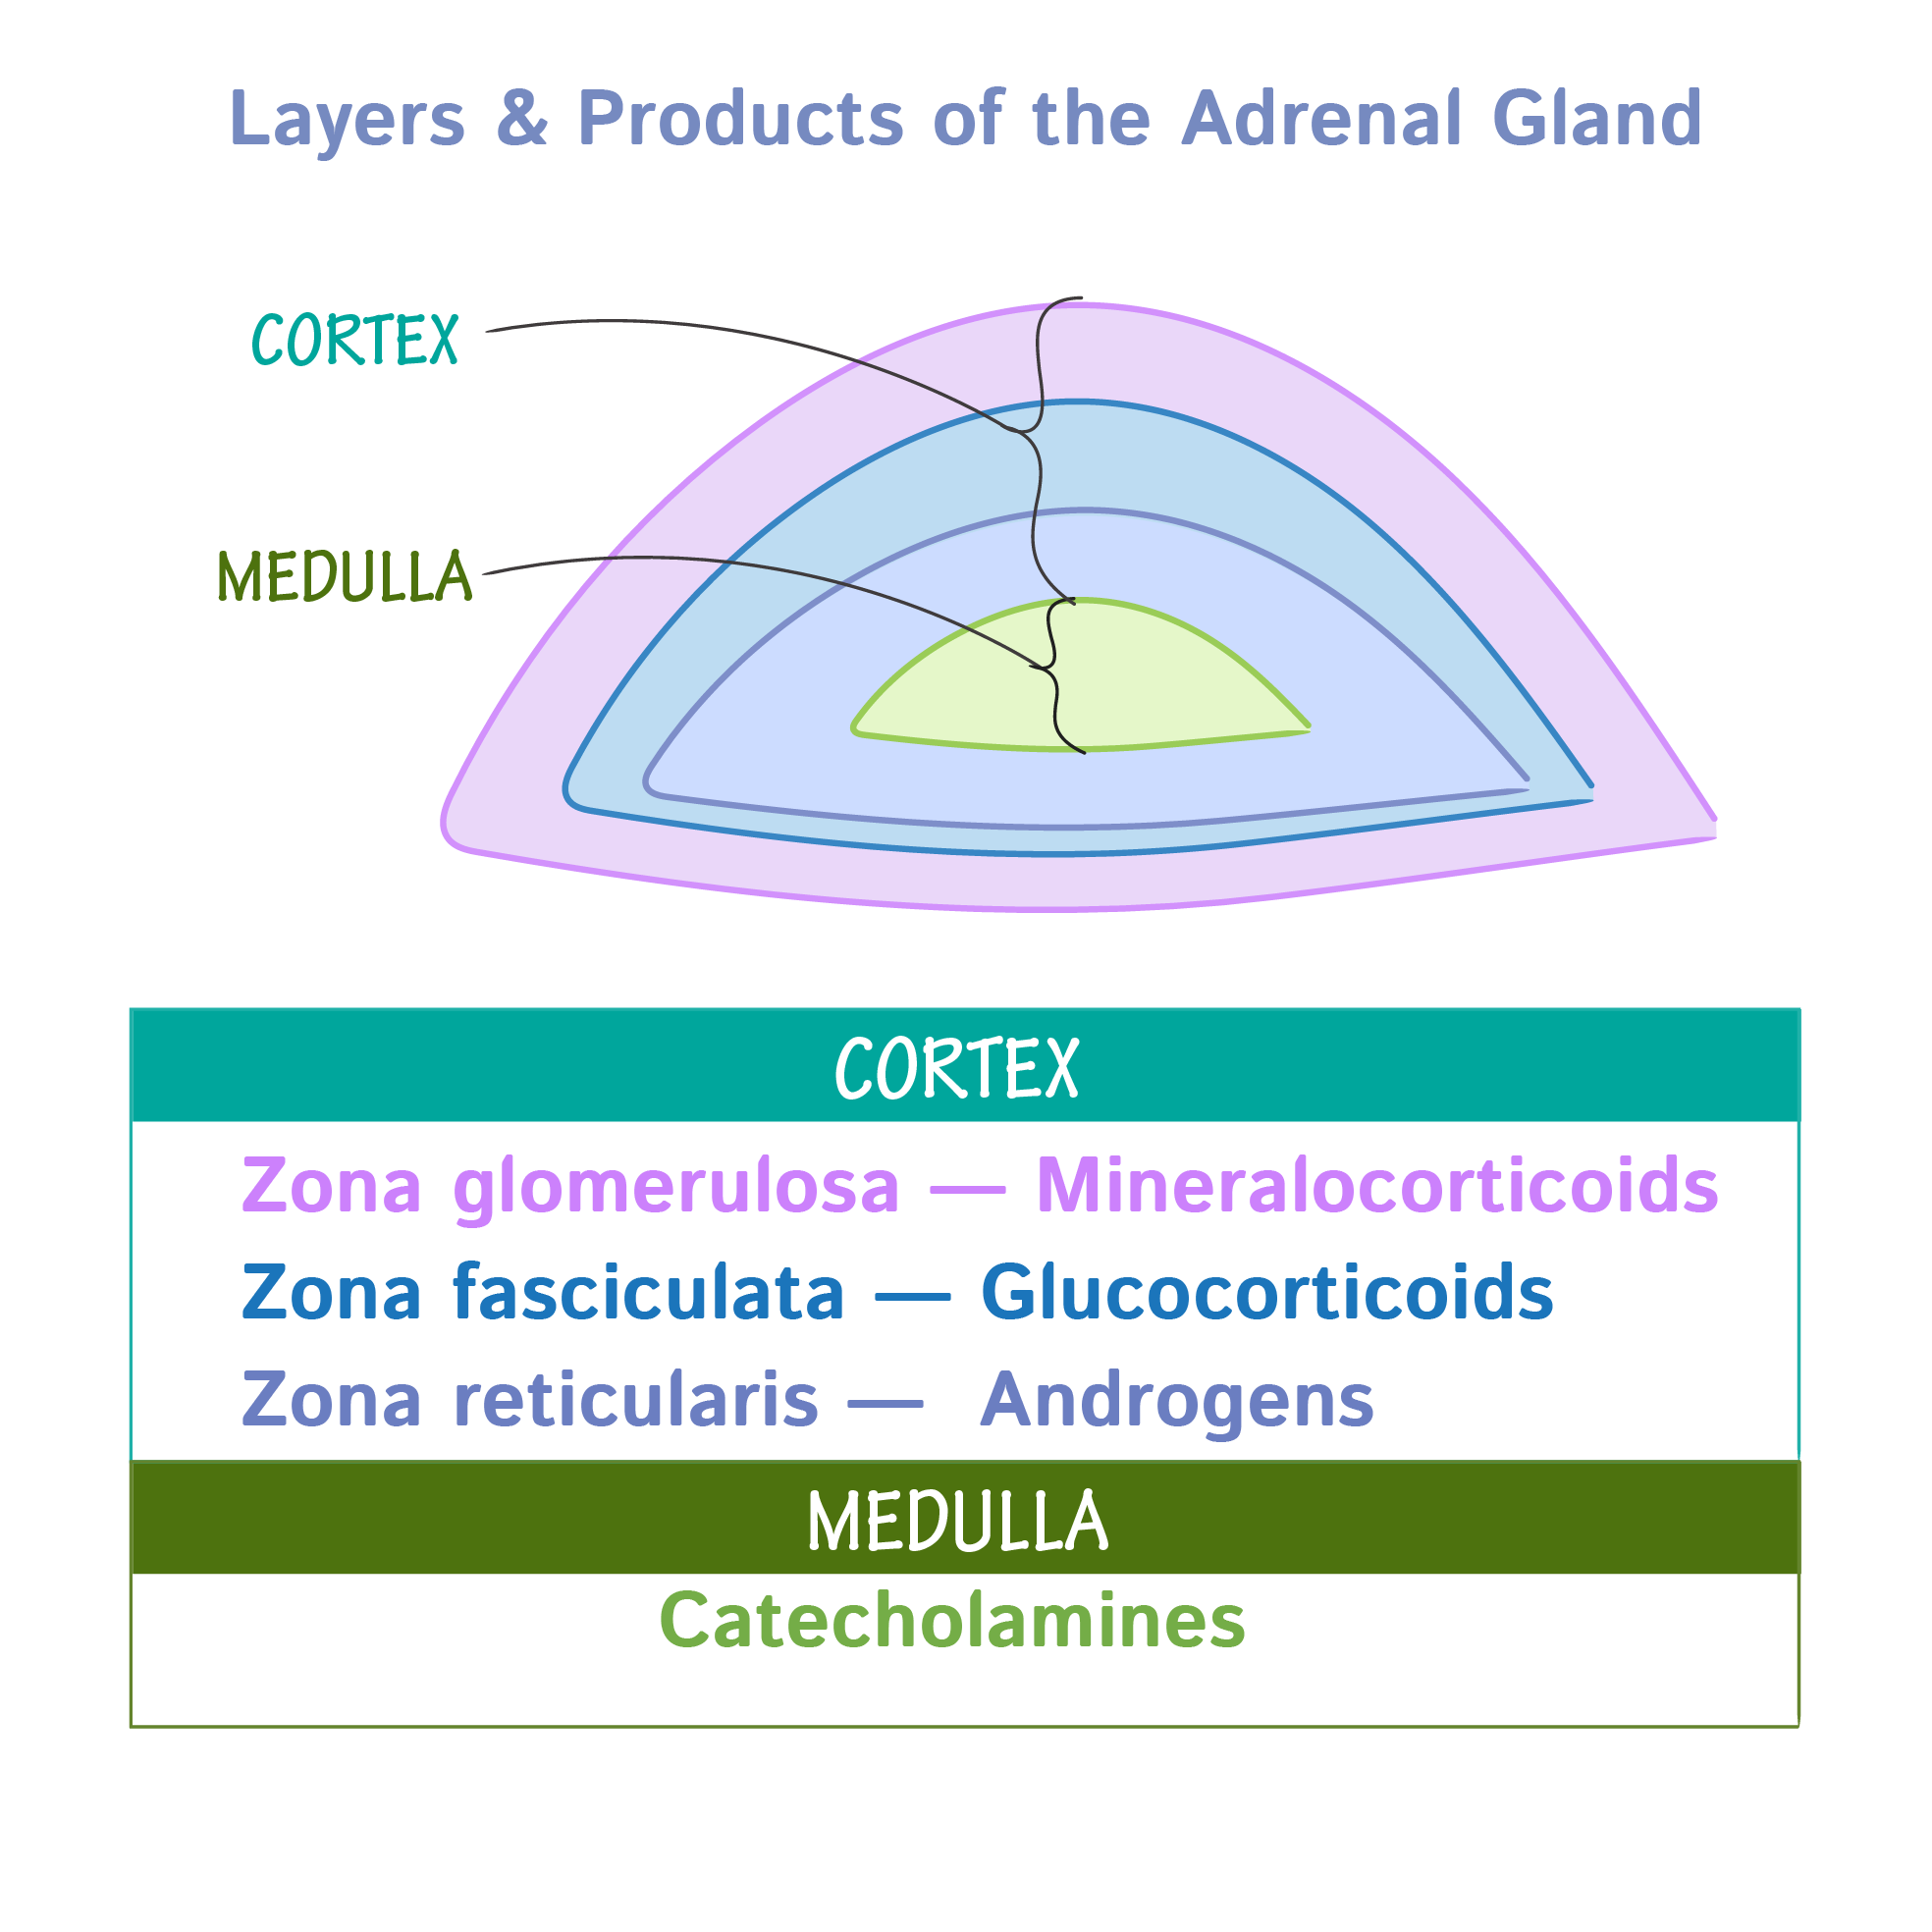 Layers & Products of the Adrenal Gland
CORTEX
MEDULLA
CORTEX
Zona glomerulosa — Mineralocorticoids
Zona fasciculata — Glucocorticoids
Zona reticularis — Androgens
MEDULLA
Catecholamines